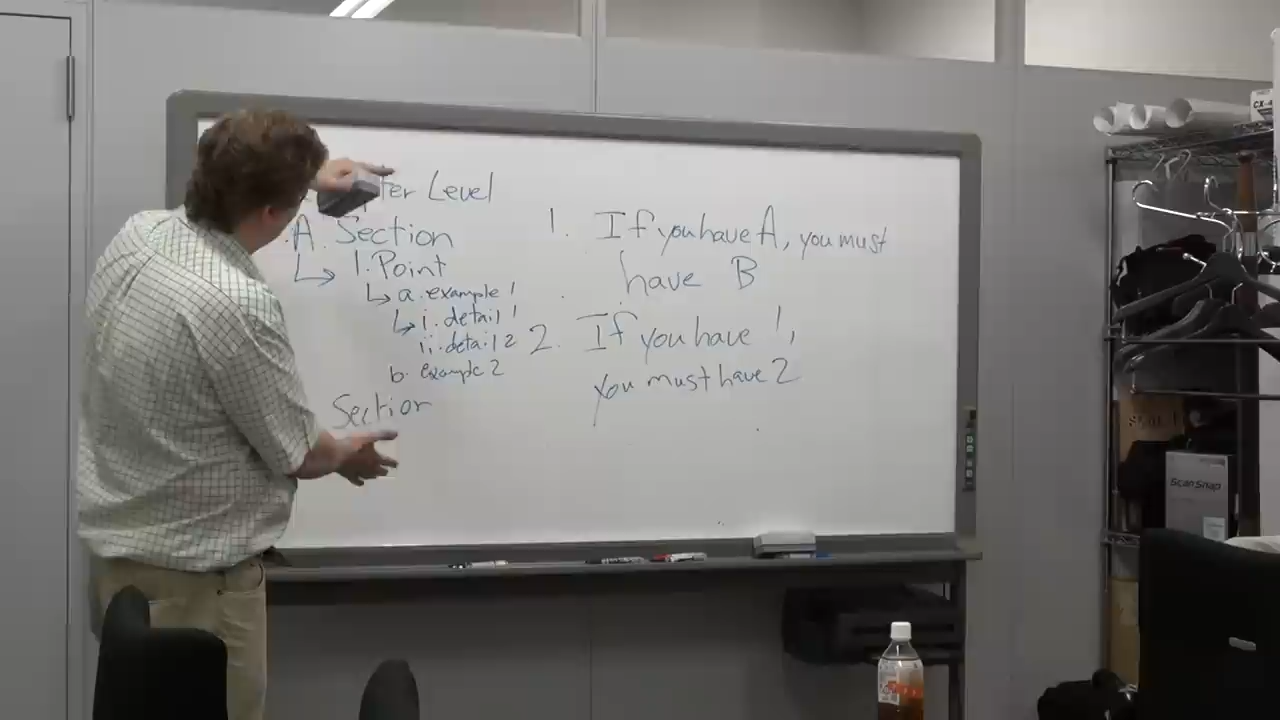 ter Level
A. Section
1. Point
a. example 1
i. detail 1
ii. detail 2
b. example 2
Section
1. If you have A, you must
have B
2. If you have 1,
you must have 2
ScanSnap